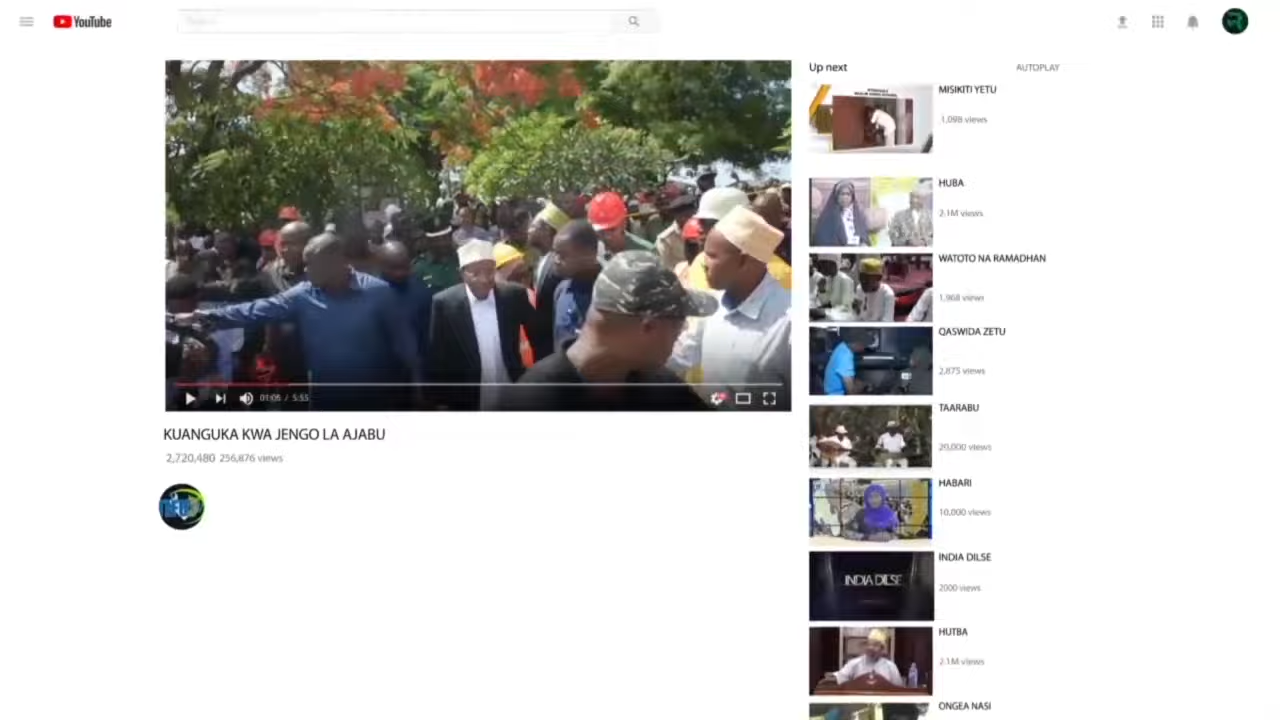 YouTube
KUANGUKA KWA JENGO LA AJABU
2,720,480 256,876 views
01:06 / 5:55
Up next
AUTOPLAY
MISIKITI YETU
1,098 views
HUBA
2.1M views
WATOTO NA RAMADHAN
1,968 views
QASWIDA ZETU
2,875 views
TAARABU
20,000 views
HABARI
10,000 views
INDIA DILSE
INDIA DILSE
2000 views
HUTBA
2.1M views
ONGEA NASI